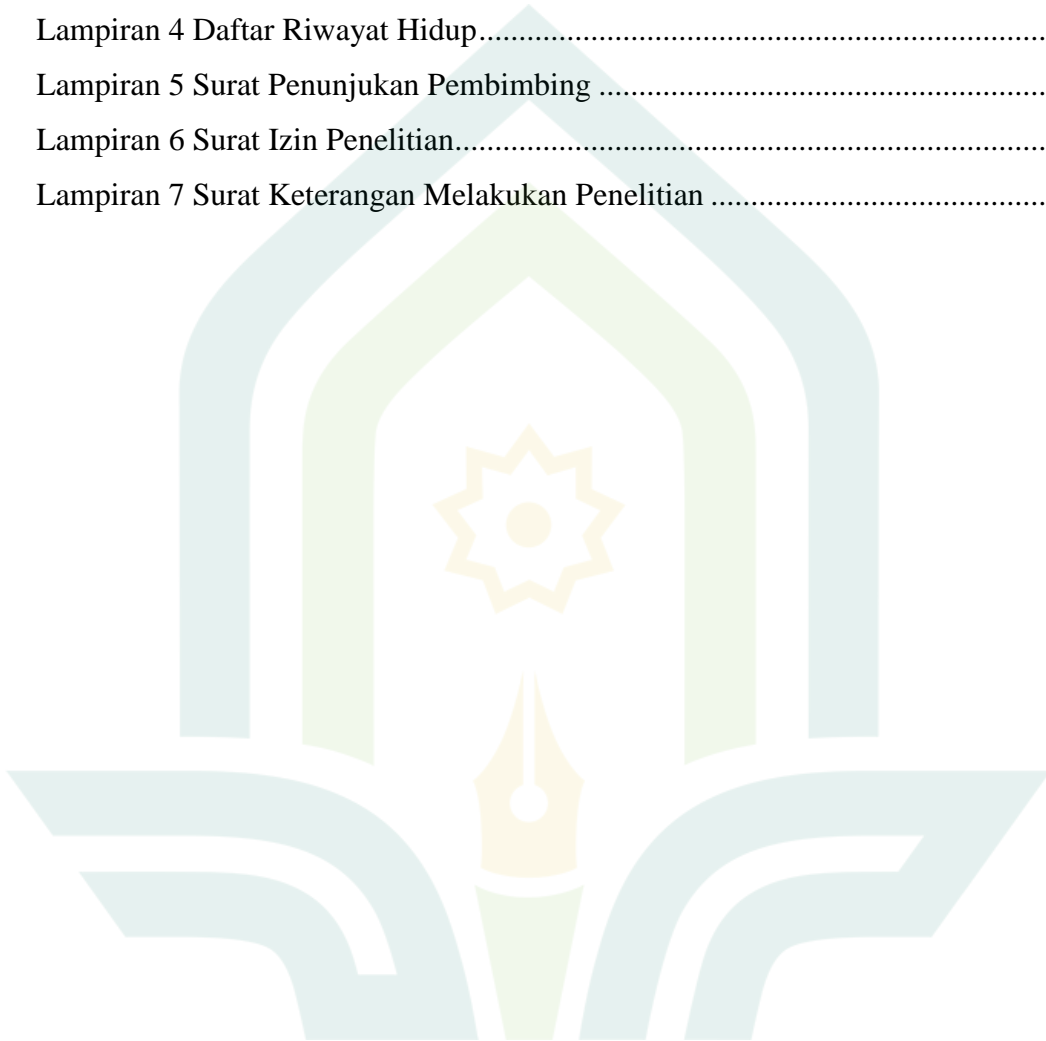 Lampiran 4 Daftar Riwayat Hidup.......................................................................
Lampiran 5 Surat Penunjukan Pembimbing ........................................................
Lampiran 6 Surat Izin Penelitian..........................................................................
Lampiran 7 Surat Keterangan Melakukan Penelitian ..........................................